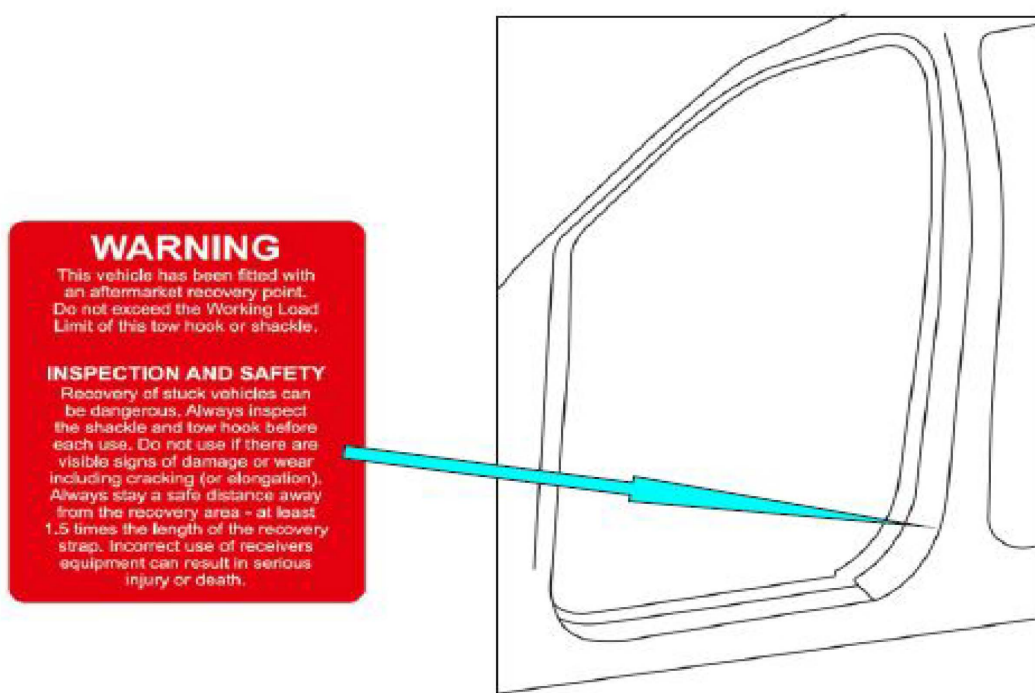 WARNING
This vehicle has been fitted with
an aftermarket recovery point.
Do not exceed the Working Load
Limit of this tow hook or shackle.
INSPECTION AND SAFETY
Recovery of stuck vehicles can
be dangerous. Always inspect
the shackle and tow hook before
each use. Do not use if there are
visible signs of damage or wear
including cracking (or elongation).
Always stay a safe distance away
from the recovery area - at least
1.5 times the length of the recovery
strap. Incorrect use of receivers
equipment can result in serious
injury or death.